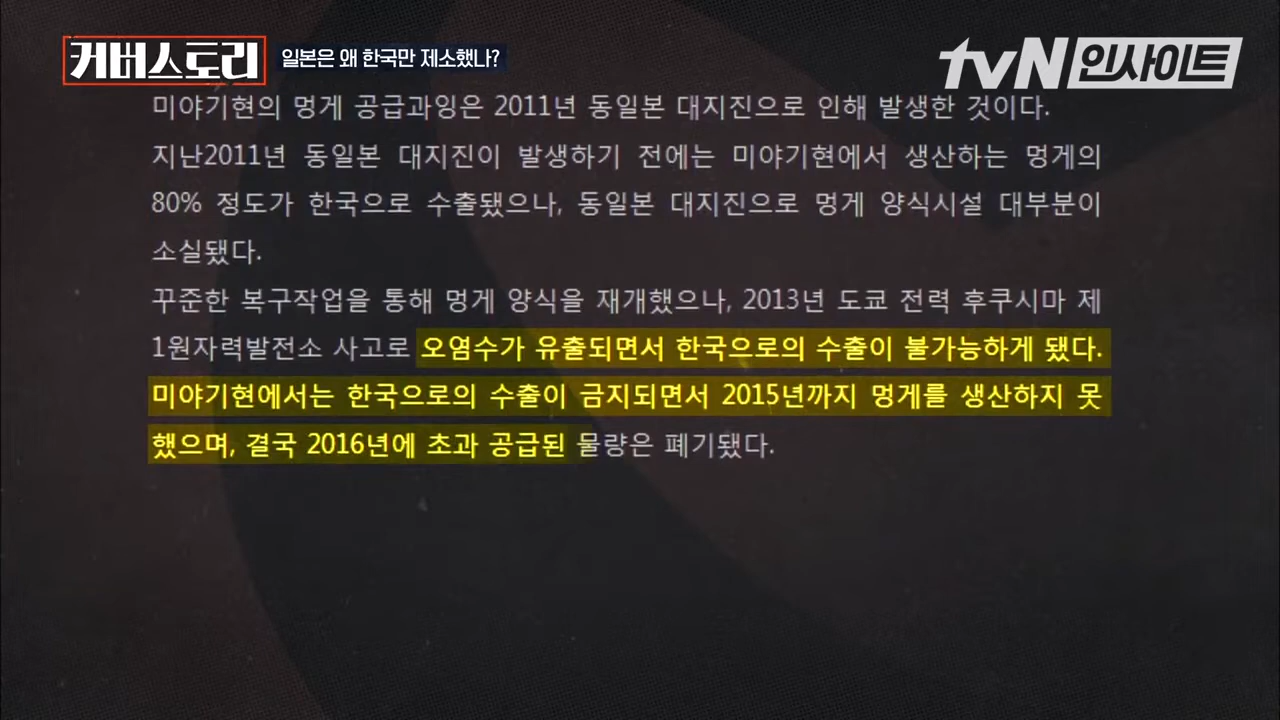 커버스토리 일본은 왜 한국만 제소했나?
tvN 인사이트
미야기현의 멍게 공급과잉은 2011년 동일본 대지진으로 인해 발생한 것이다.
지난2011년 동일본 대지진이 발생하기 전에는 미야기현에서 생산하는 멍게의
80% 정도가 한국으로 수출됐으나, 동일본 대지진으로 멍게 양식시설 대부분이
소실됐다.
꾸준한 복구작업을 통해 멍게 양식을 재개했으나, 2013년 도쿄 전력 후쿠시마 제
1원자력발전소 사고로 오염수가 유출되면서 한국으로의 수출이 불가능하게 됐다.
미야기현에서는 한국으로의 수출이 금지되면서 2015년까지 멍게를 생산하지 못
했으며, 결국 2016년에 초과 공급된 물량은 폐기됐다.